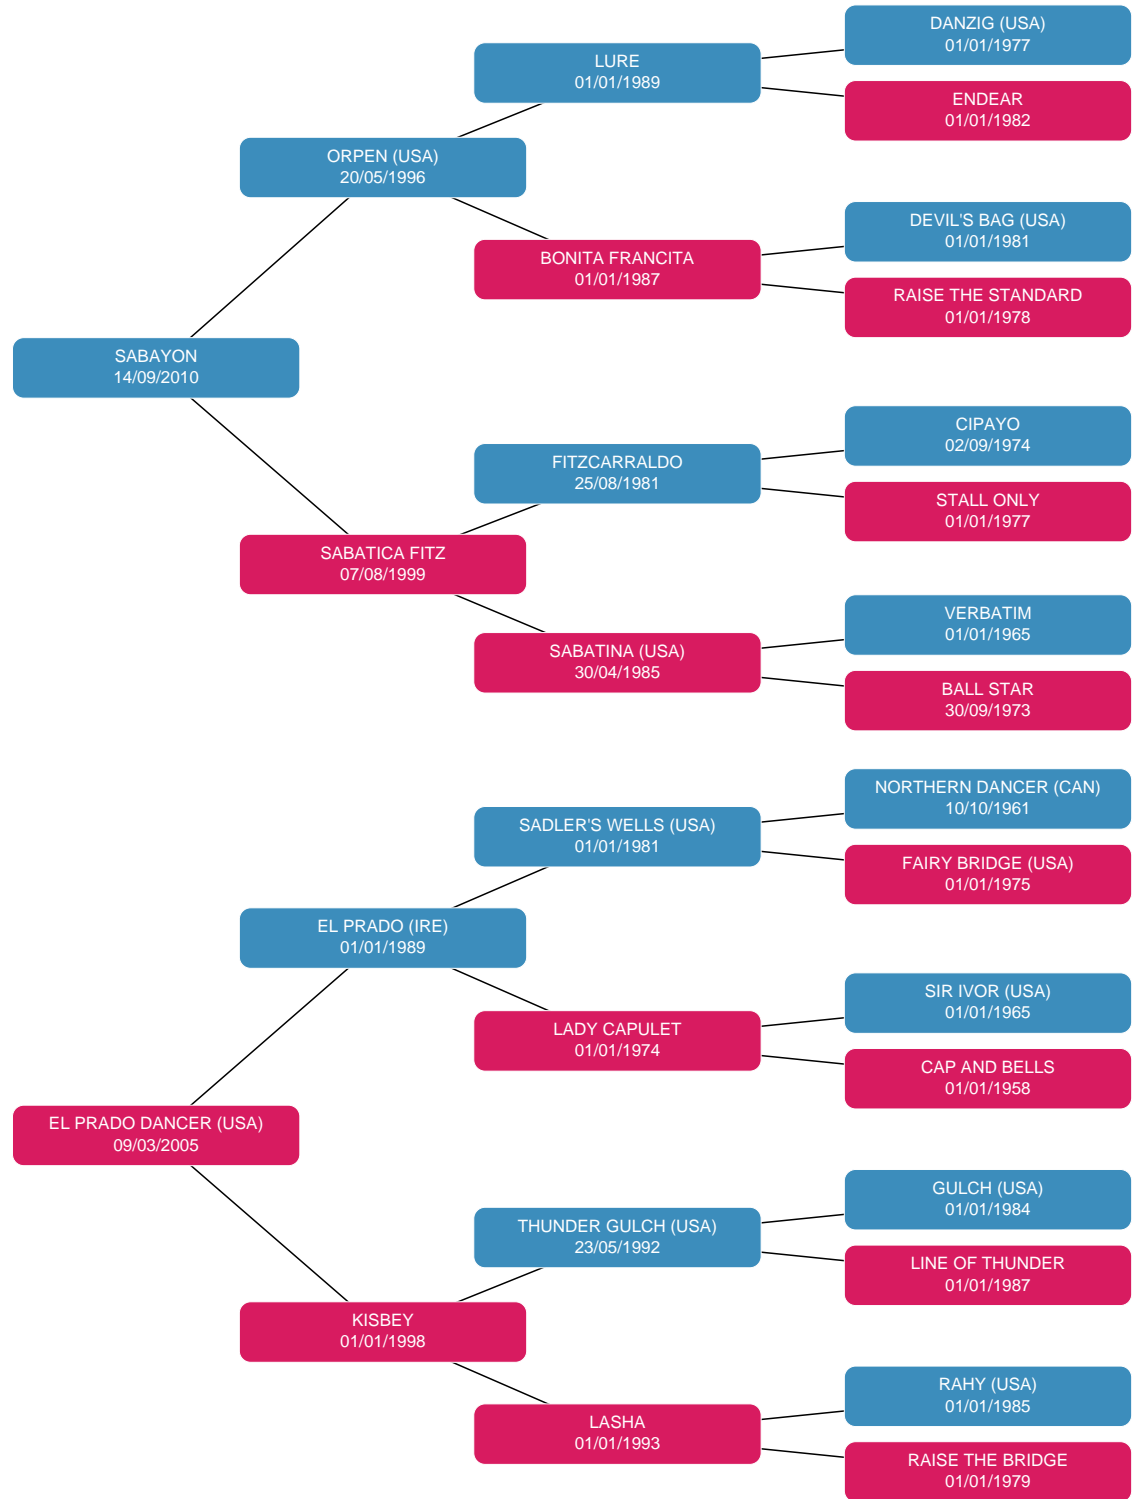 DANZIG (USA)
01/01/1977
LURE
01/01/1989
ENDEAR
01/01/1982
ORPEN (USA)
20/05/1996
DEVIL'S BAG (USA)
01/01/1981
BONITA FRANCITA
01/01/1987
RAISE THE STANDARD
01/01/1978
SABAYON
14/09/2010
CIPAYO
02/09/1974
FITZCARRALDO
25/08/1981
STALL ONLY
01/01/1977
SABATICA FITZ
07/08/1999
VERBATIM
01/01/1965
SABATINA (USA)
30/04/1985
BALL STAR
30/09/1973
NORTHERN DANCER (CAN)
10/10/1961
SADLER'S WELLS (USA)
01/01/1981
FAIRY BRIDGE (USA)
01/01/1975
EL PRADO (IRE)
01/01/1989
SIR IVOR (USA)
01/01/1965
LADY CAPULET
01/01/1974
CAP AND BELLS
01/01/1958
EL PRADO DANCER (USA)
09/03/2005
GULCH (USA)
01/01/1984
THUNDER GULCH (USA)
23/05/1992
LINE OF THUNDER
01/01/1987
KISBEY
01/01/1998
RAHY (USA)
01/01/1985
LASHA
01/01/1993
RAISE THE BRIDGE
01/01/1979